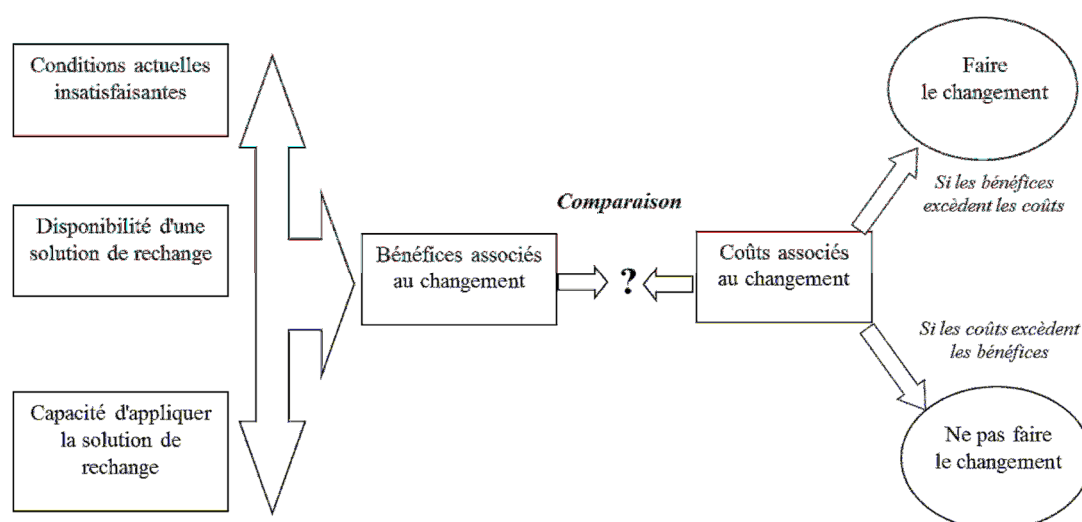 Conditions actuelles
insatisfaisantes
Disponibilité d'une
solution de rechange
Capacité d'appliquer
la solution de
rechange
Bénéfices associés
au changement
Comparaison
?
Coûts associés
au changement
Faire
le changement
Si les bénéfices
excèdent les coûts
Si les coûts excèdent
les bénéfices
Ne pas faire
le changement